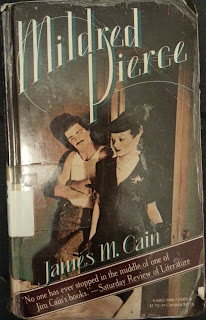 Mildred
Pierce
James M. Cain
"No one has ever stopped in the middle of one of
Jim Cain's books."—Saturday Review of Literature